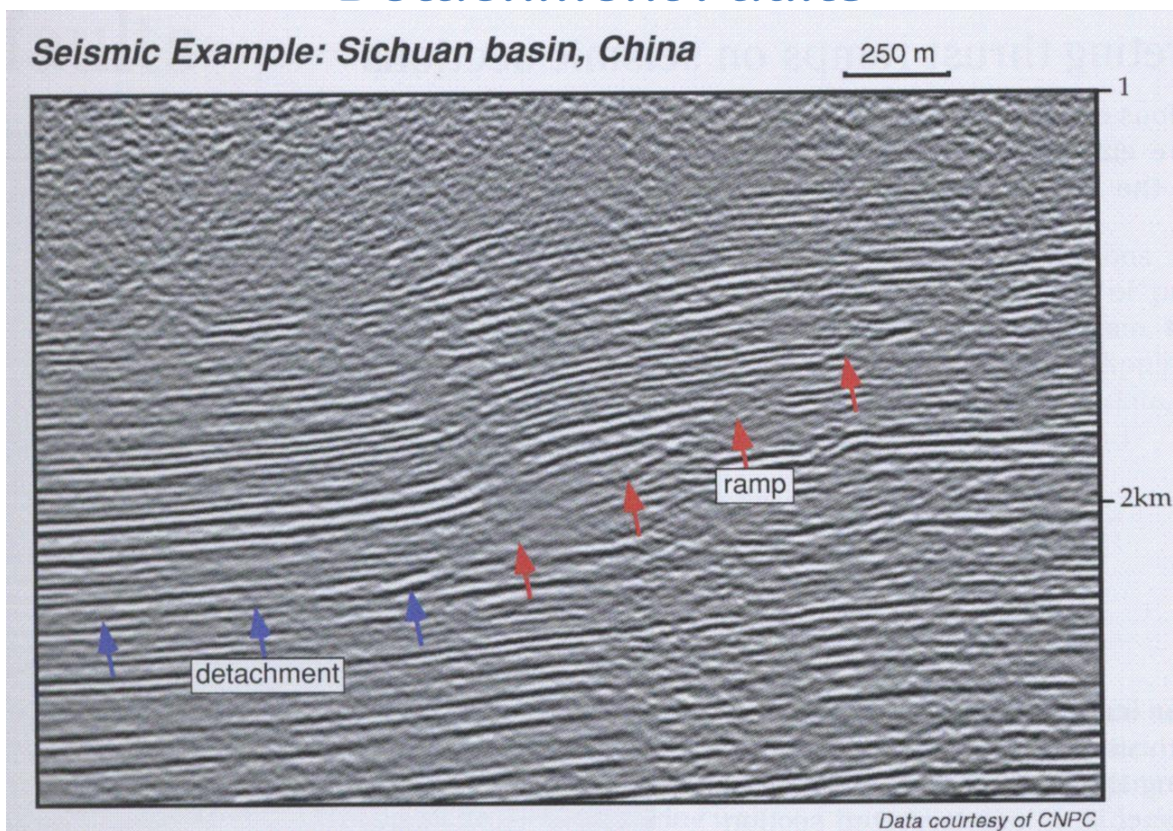 Seismic Example: Sichuan basin, China
250 m
1
ramp
2km
detachment
Data courtesy of CNPC